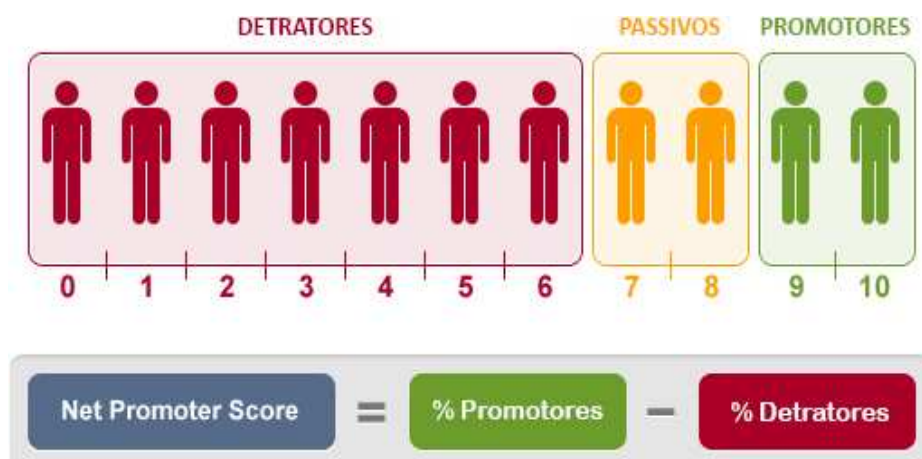 DETRATORES PASSIVOS PROMOTORES
0 1 2 3 4 5 6 7 8 9 10
Net Promoter Score = % Promotores − % Detratores